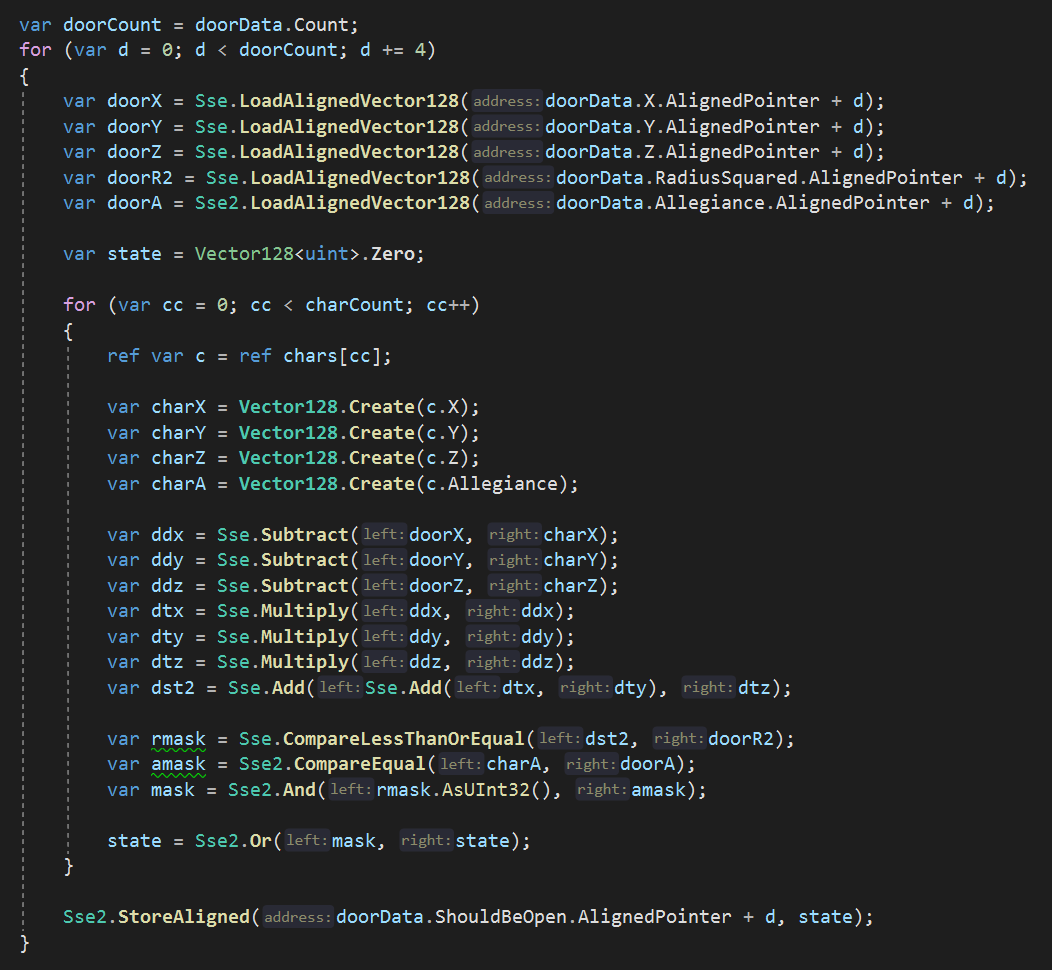 var doorCount = doorData.Count;
for (var d = 0; d < doorCount; d += 4)
{
    var doorX = Sse.LoadAlignedVector128(address: doorData.X.AlignedPointer + d);
    var doorY = Sse.LoadAlignedVector128(address: doorData.Y.AlignedPointer + d);
    var doorZ = Sse.LoadAlignedVector128(address: doorData.Z.AlignedPointer + d);
    var doorR2 = Sse.LoadAlignedVector128(address: doorData.RadiusSquared.AlignedPointer + d);
    var doorA = Sse2.LoadAlignedVector128(address: doorData.Allegiance.AlignedPointer + d);

    var state = Vector128<uint>.Zero;

    for (var cc = 0; cc < charCount; cc++)
    {
        ref var c = ref chars[cc];

        var charX = Vector128.Create(c.X);
        var charY = Vector128.Create(c.Y);
        var charZ = Vector128.Create(c.Z);
        var charA = Vector128.Create(c.Allegiance);

        var ddx = Sse.Subtract(left: doorX, right: charX);
        var ddy = Sse.Subtract(left: doorY, right: charY);
        var ddz = Sse.Subtract(left: doorZ, right: charZ);
        var dtx = Sse.Multiply(left: ddx, right: ddx);
        var dty = Sse.Multiply(left: ddy, right: ddy);
        var dtz = Sse.Multiply(left: ddz, right: ddz);
        var dst2 = Sse.Add(left: Sse.Add(left: dtx, right: dty), right: dtz);

        var rmask = Sse.CompareLessThanOrEqual(left: dst2, right: doorR2);
        var amask = Sse2.CompareEqual(left: charA, right: doorA);
        var mask = Sse2.And(left: rmask.AsUInt32(), right: amask);

        state = Sse2.Or(left: mask, right: state);
    }

    Sse2.StoreAligned(address: doorData.ShouldBeOpen.AlignedPointer + d, state);
}